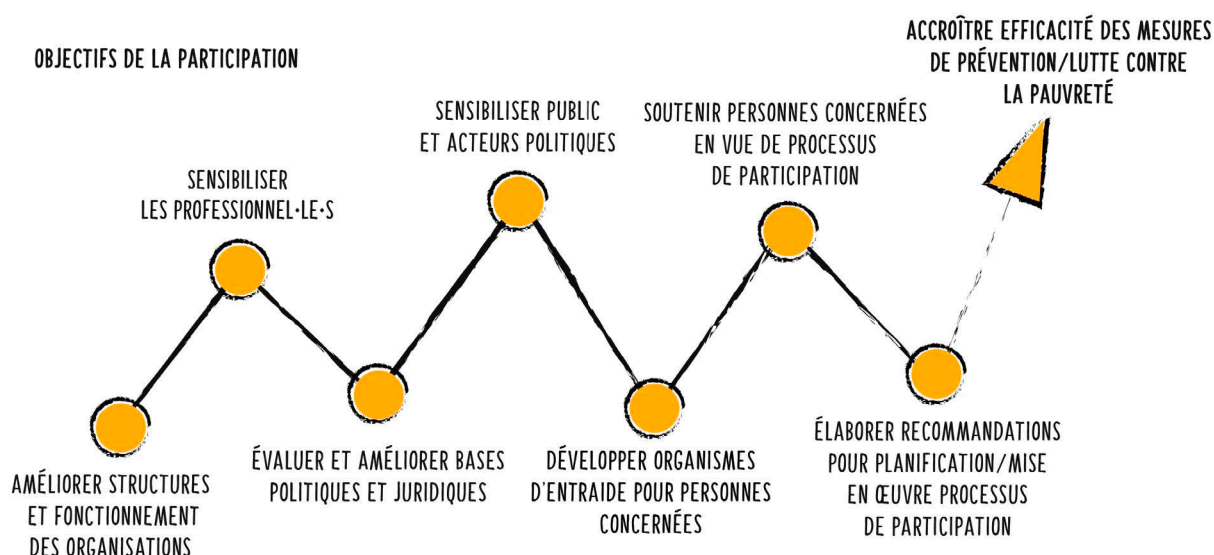 OBJECTIFS DE LA PARTICIPATION
AMÉLIORER STRUCTURES
ET FONCTIONNEMENT
DES ORGANISATIONS
SENSIBILISER
LES PROFESSIONNEL·LE·S
ÉVALUER ET AMÉLIORER BASES
POLITIQUES ET JURIDIQUES
SENSIBILISER PUBLIC
ET ACTEURS POLITIQUES
DÉVELOPPER ORGANISMES
D'ENTRAIDE POUR PERSONNES
CONCERNÉES
SOUTENIR PERSONNES CONCERNÉES
EN VUE DE PROCESSUS
DE PARTICIPATION
ÉLABORER RECOMMANDATIONS
POUR PLANIFICATION/MISE
EN ŒUVRE PROCESSUS
DE PARTICIPATION
ACCROÎTRE EFFICACITÉ DES MESURES
DE PRÉVENTION/LUTTE CONTRE
LA PAUVRETÉ